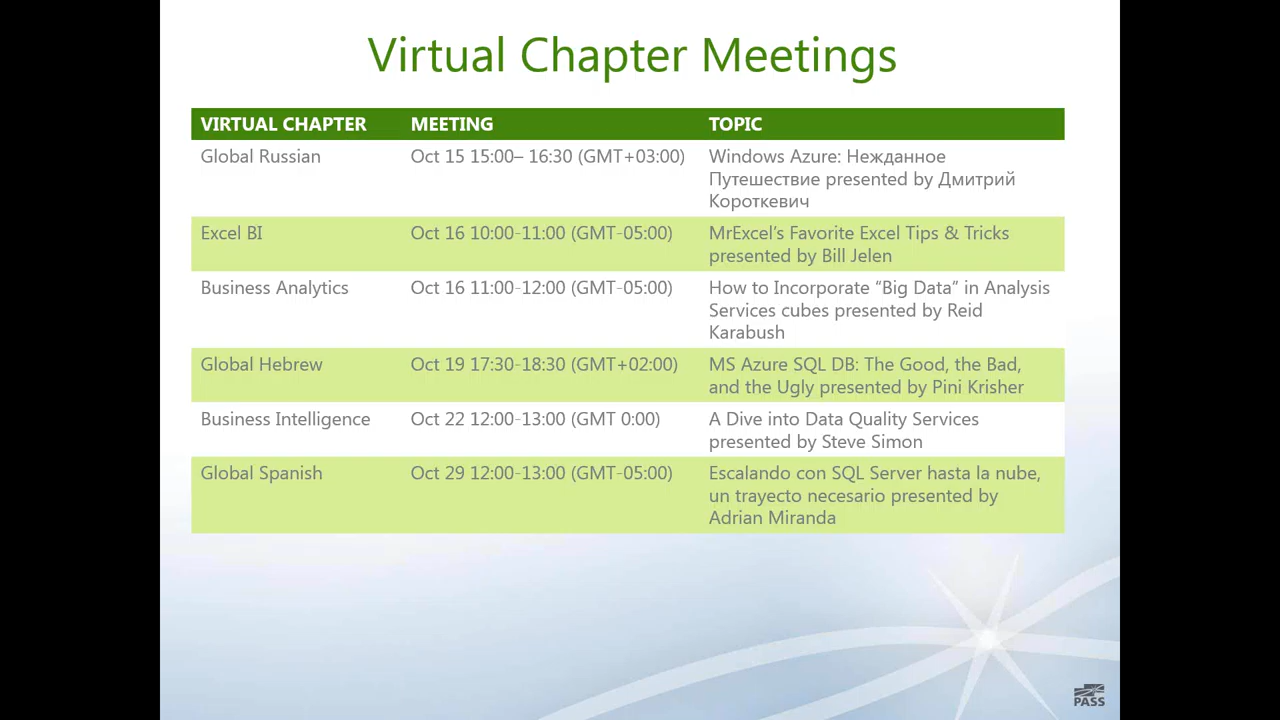 Virtual Chapter Meetings
VIRTUAL CHAPTER MEETING TOPIC
Global Russian Oct 15 15:00– 16:30 (GMT+03:00) Windows Azure: Нежданное
Путешествие presented by Дмитрий
Короткевич
Excel BI Oct 16 10:00-11:00 (GMT-05:00) MrExcel’s Favorite Excel Tips & Tricks
presented by Bill Jelen
Business Analytics Oct 16 11:00-12:00 (GMT-05:00) How to Incorporate “Big Data” in Analysis
Services cubes presented by Reid
Karabush
Global Hebrew Oct 19 17:30-18:30 (GMT+02:00) MS Azure SQL DB: The Good, the Bad,
and the Ugly presented by Pini Krisher
Business Intelligence Oct 22 12:00-13:00 (GMT 0:00) A Dive into Data Quality Services
presented by Steve Simon
Global Spanish Oct 29 12:00-13:00 (GMT-05:00) Escalando con SQL Server hasta la nube,
un trayecto necesario presented by
Adrian Miranda
PASS